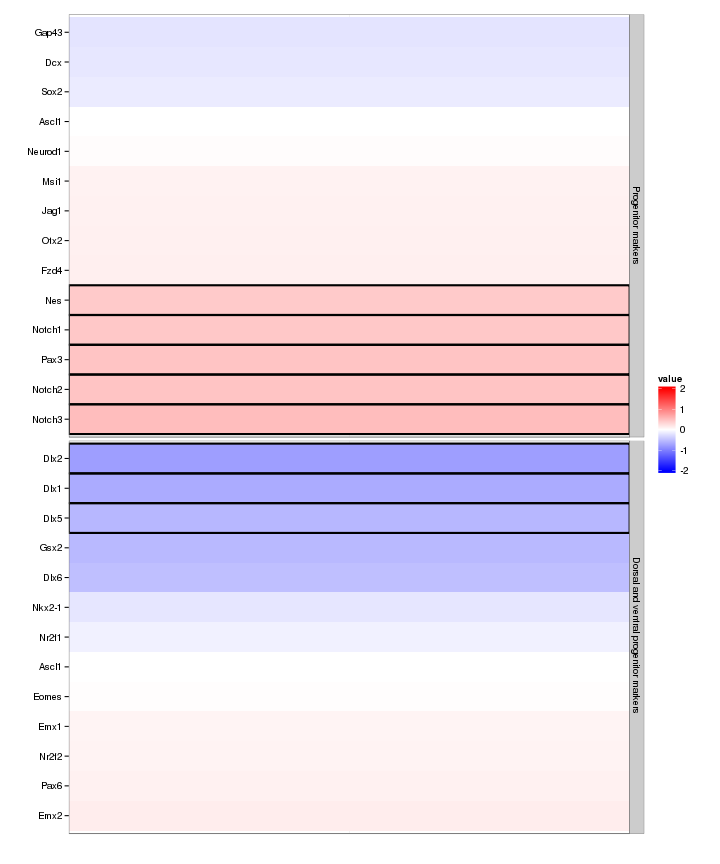 Gap43
Dcx
Sox2
Ascl1
Neurod1
Msi1
Jag1
Otx2
Fzd4
Nes
Notch1
Pax3
Notch2
Notch3
Progenitor markers
Dlx2
Dlx1
Dlx5
Gsx2
Dlx6
Nkx2-1
Nr2f1
Ascl1
Eomes
Emx1
Nr2f2
Pax6
Emx2
Dorsal and ventral progenitor markers
value
2
1
0
-1
-2